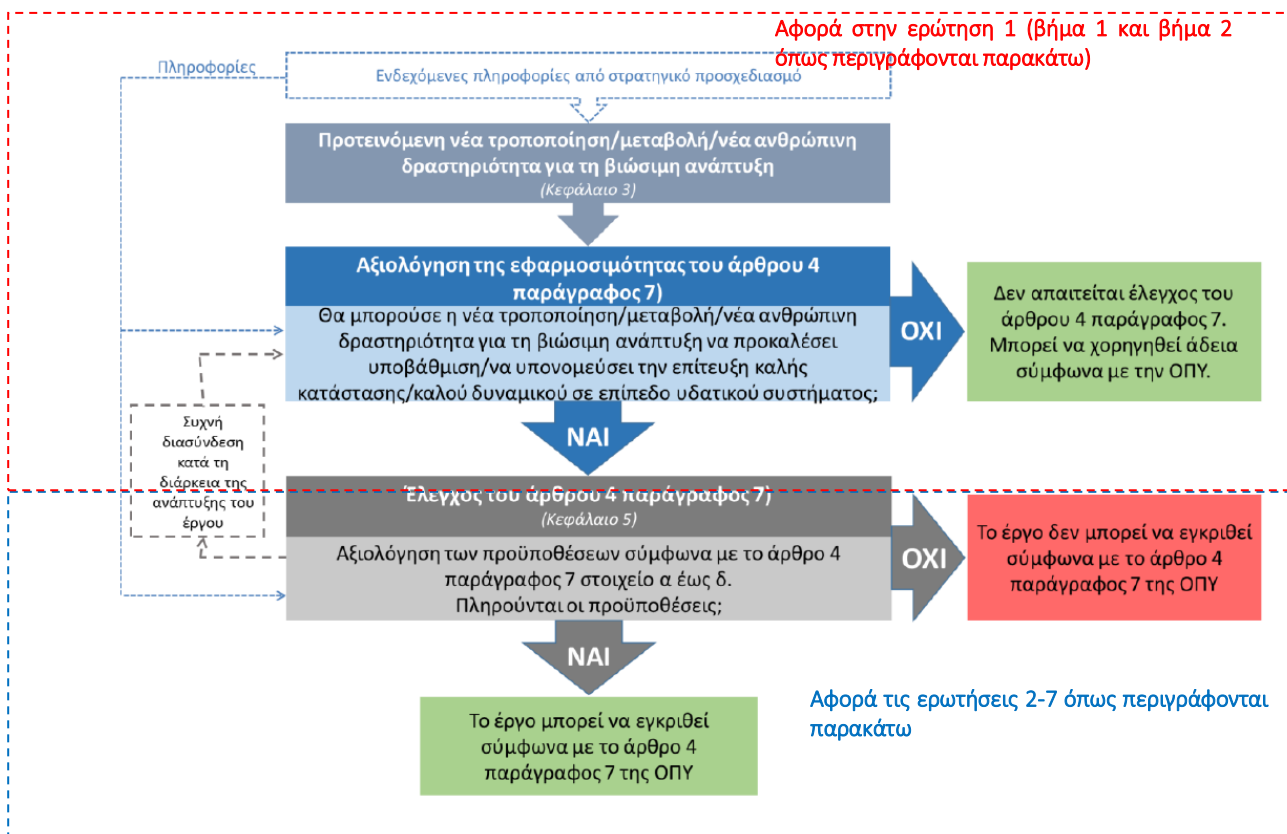 Αφορά στην ερώτηση 1 (βήμα 1 και βήμα 2
όπως περιγράφονται παρακάτω)
Πληροφορίες
Ενδεχόμενες πληροφορίες από στρατηγικό προσχεδιασμό
Προτεινόμενη νέα τροποποίηση/μεταβολή/νέα ανθρώπινη
δραστηριότητα για τη βιώσιμη ανάπτυξη
(Κεφάλαιο 3)
Αξιολόγηση της εφαρμοσιμότητας του άρθρου 4
παράγραφος 7)
Θα μπορούσε η νέα τροποποίηση/μεταβολή/νέα ανθρώπινη
δραστηριότητα για τη βιώσιμη ανάπτυξη να προκαλέσει
υποβάθμιση/να υπονομεύσει την επίτευξη καλής
κατάστασης/καλού δυναμικού σε επίπεδο υδατικού συστήματος;
ΟΧΙ
Δεν απαιτείται έλεγχος του
άρθρου 4 παράγραφος 7.
Μπορεί να χορηγηθεί άδεια
σύμφωνα με την ΟΠΥ.
ΝΑΙ
Συχνή
διασύνδεση
κατά τη
διάρκεια της
ανάπτυξης του
έργου
Έλεγχος του άρθρου 4 παράγραφος 7)
(Κεφάλαιο 5)
Αξιολόγηση των προϋποθέσεων σύμφωνα με το άρθρο 4
παράγραφος 7 στοιχείο α έως δ.
Πληρούνται οι προϋποθέσεις;
ΟΧΙ
Το έργο δεν μπορεί να εγκριθεί
σύμφωνα με το άρθρο 4
παράγραφος 7 της ΟΠΥ
ΝΑΙ
Το έργο μπορεί να εγκριθεί
σύμφωνα με το άρθρο 4
παράγραφος 7 της ΟΠΥ
Αφορά τις ερωτήσεις 2-7 όπως περιγράφονται
παρακάτω